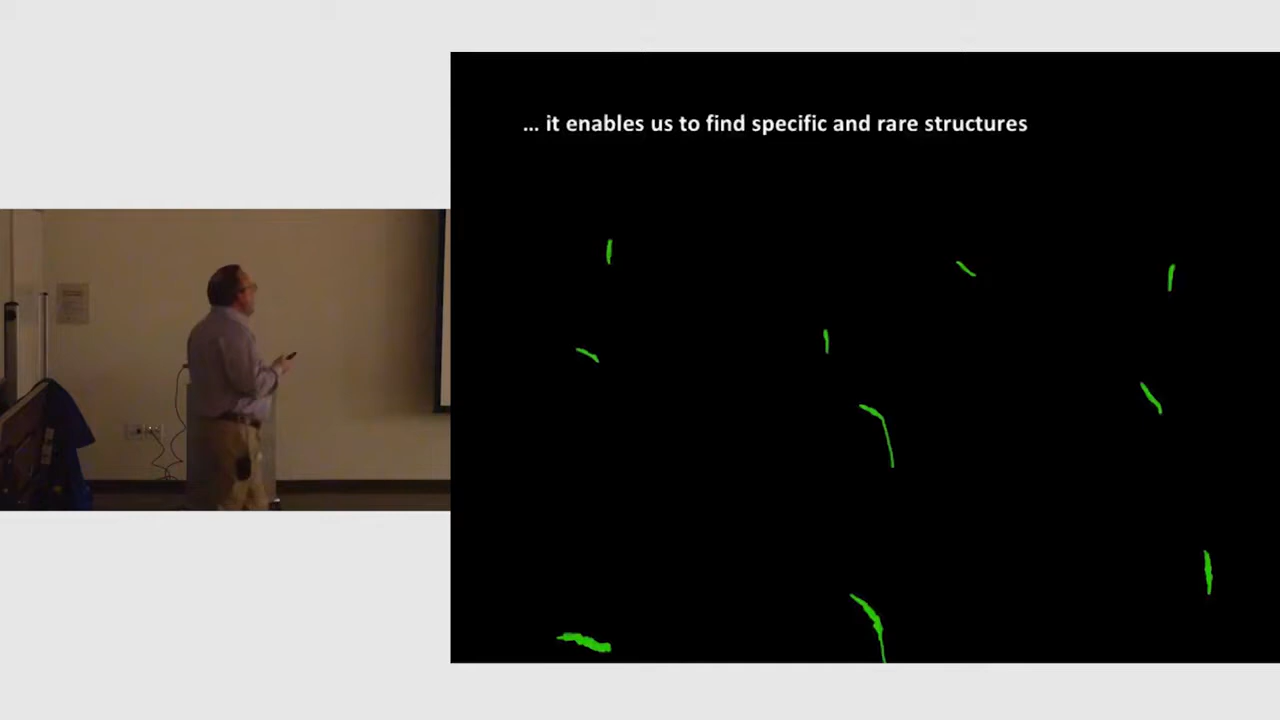 ... it enables us to find specific and rare structures